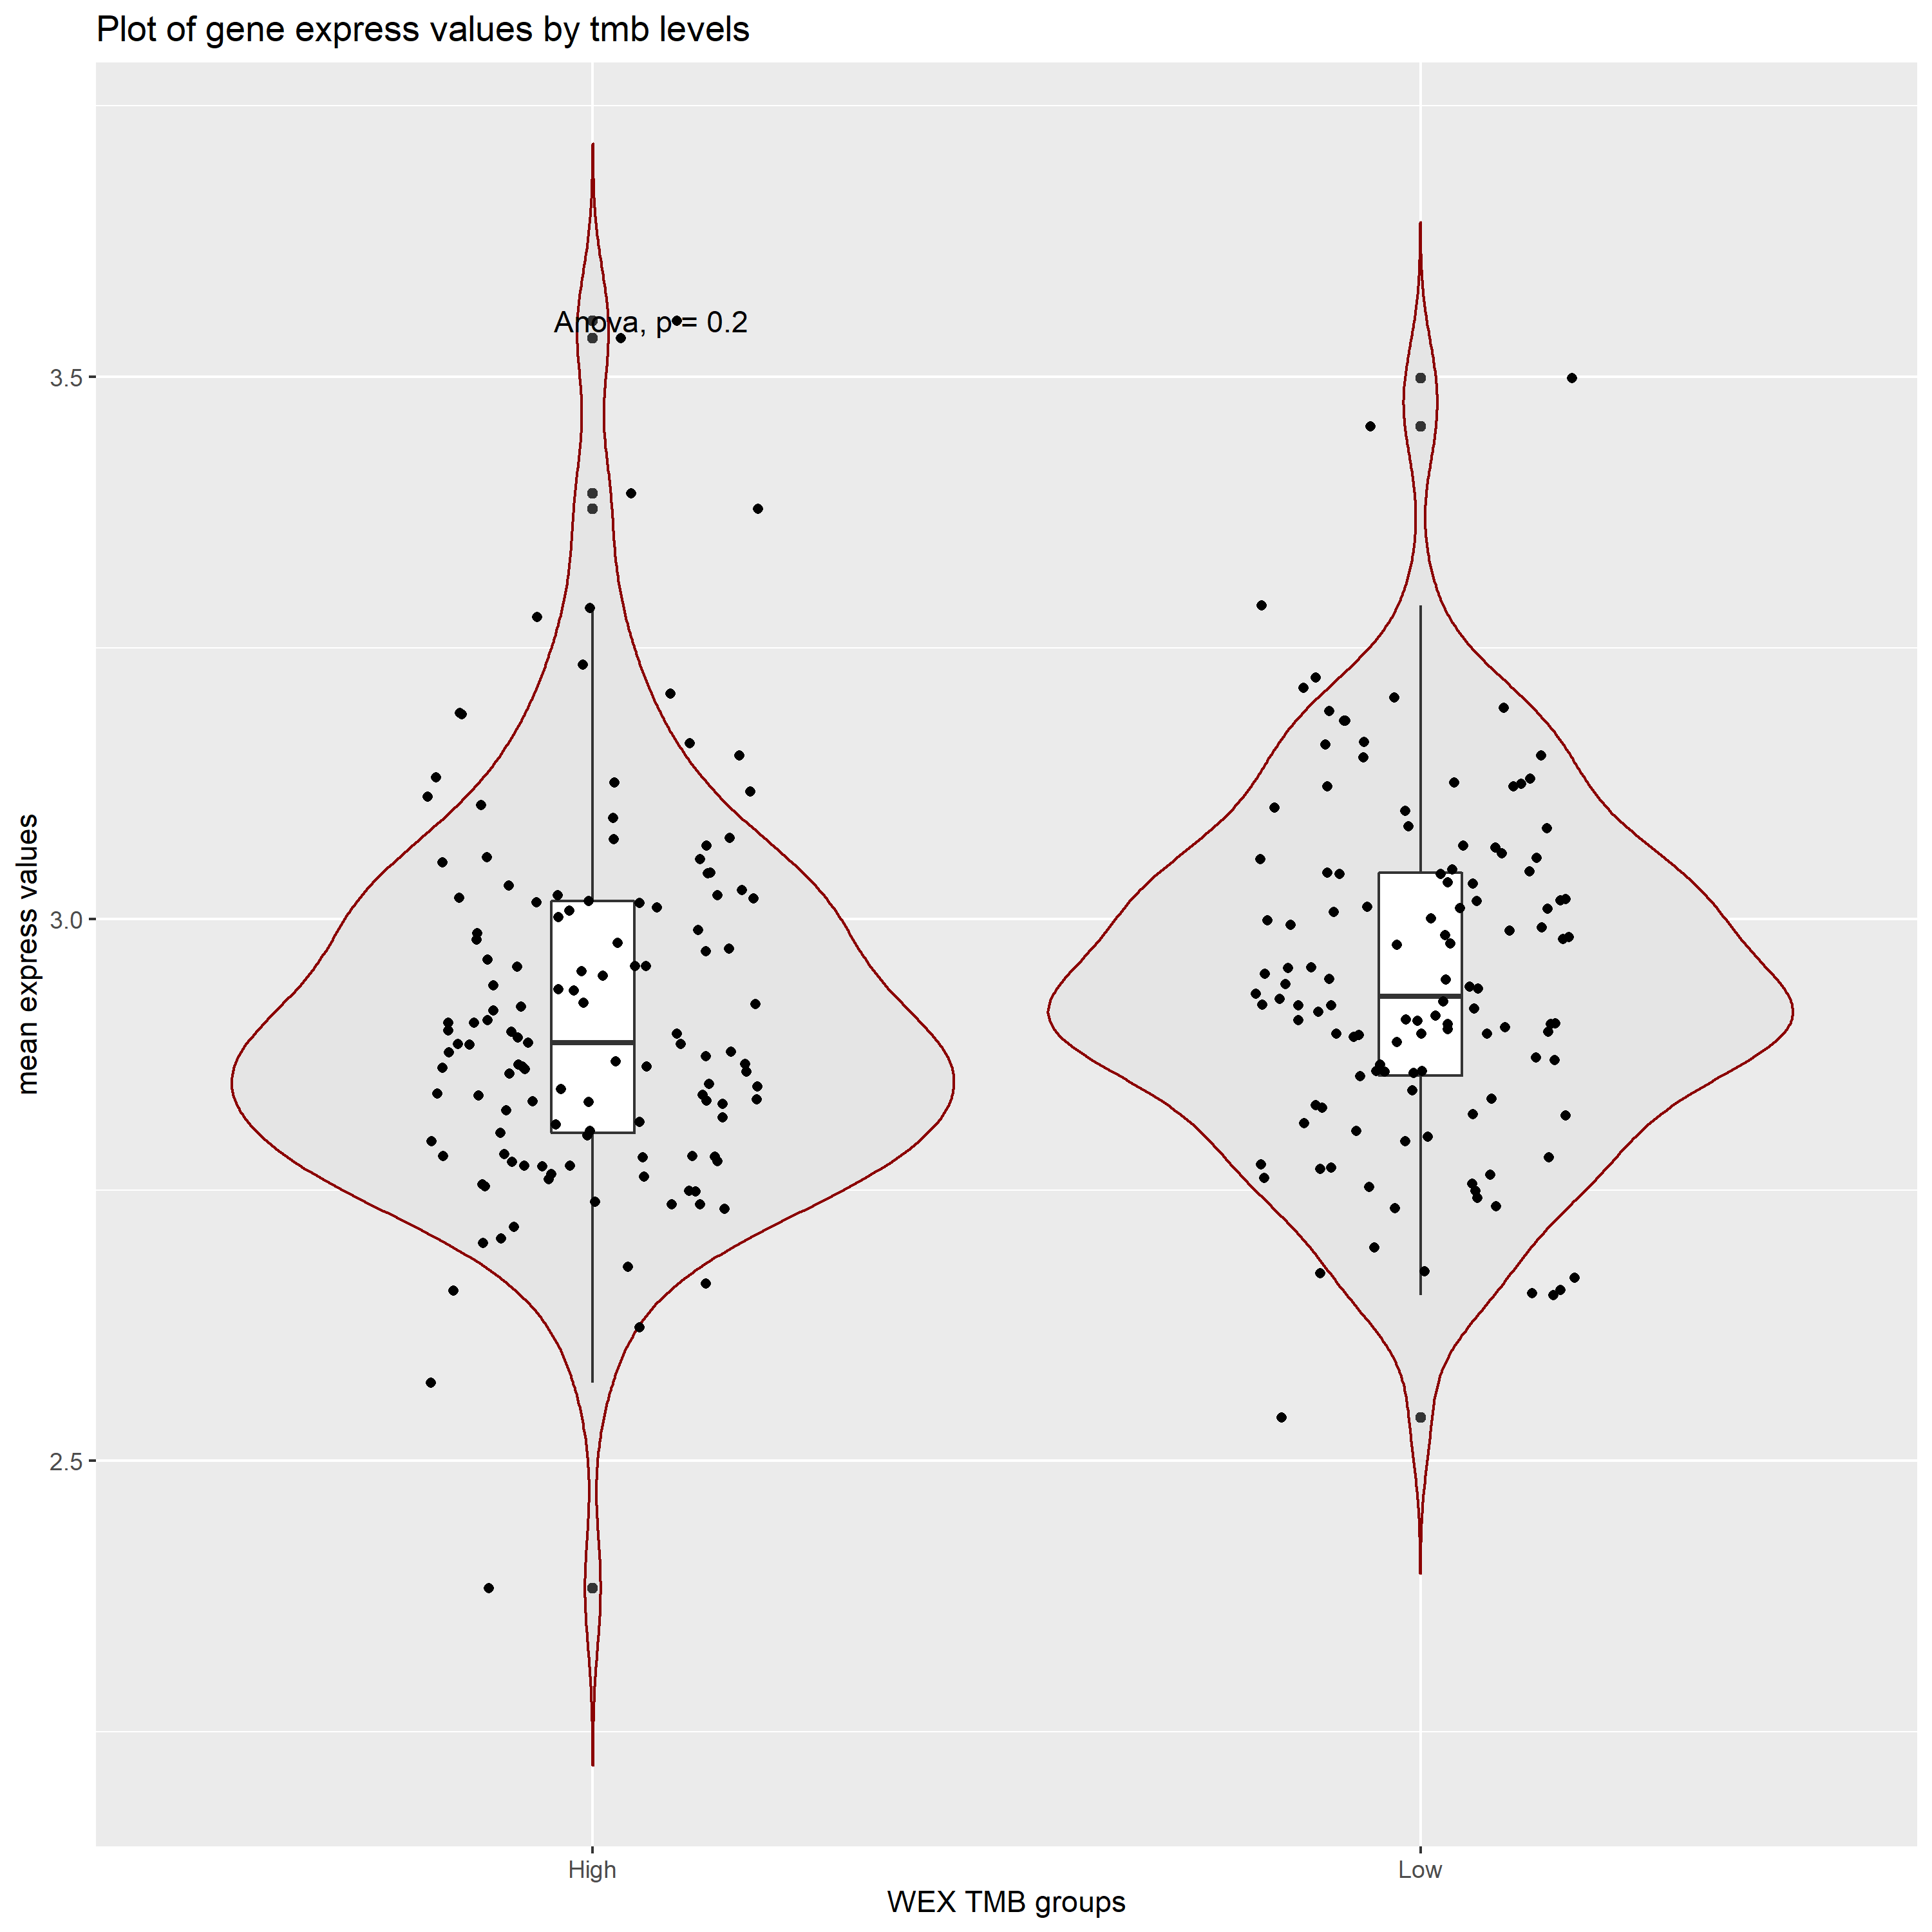 Plot of gene express values by tmb levels
Anova, p = 0.2
3.5
3.0
2.5
mean express values
High
Low
WEX TMB groups